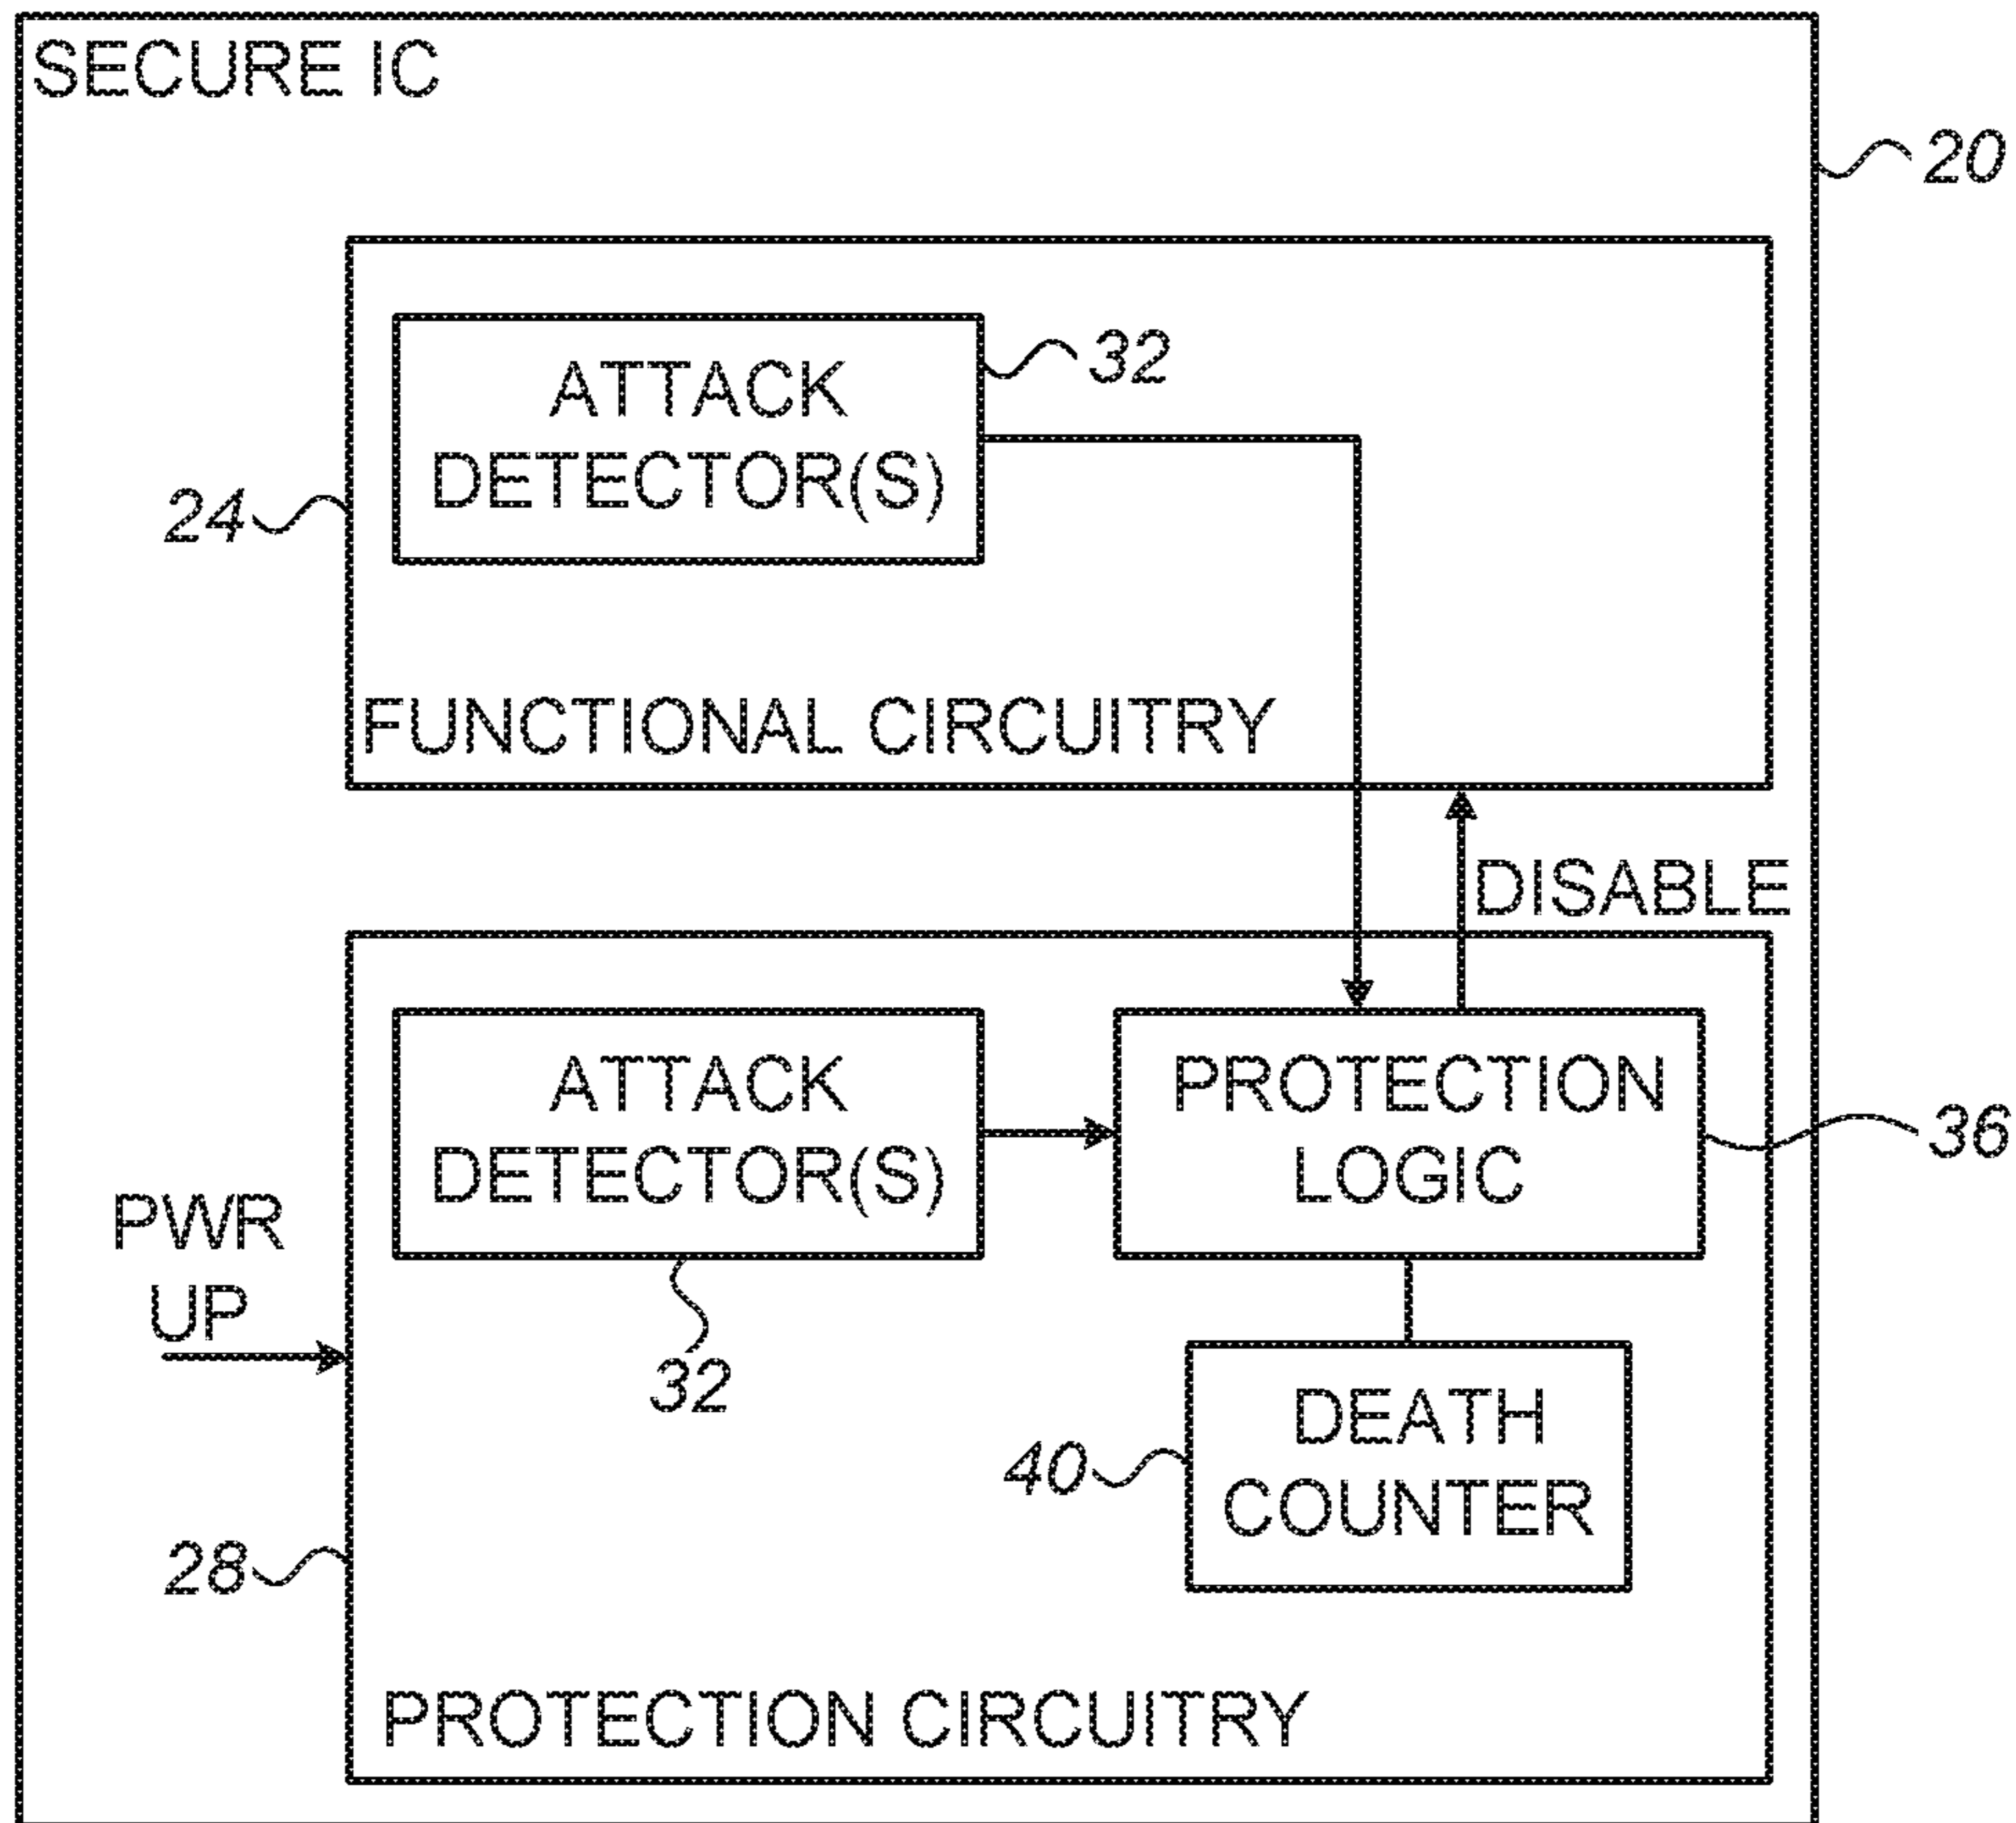 SECURE IC
20
ATTACK
DETECTOR(S)
32
24
FUNCTIONAL CIRCUITRY
DISABLE
ATTACK
DETECTOR(S)
32
PROTECTION
LOGIC
36
PWR
UP
DEATH
COUNTER
40
28
PROTECTION CIRCUITRY